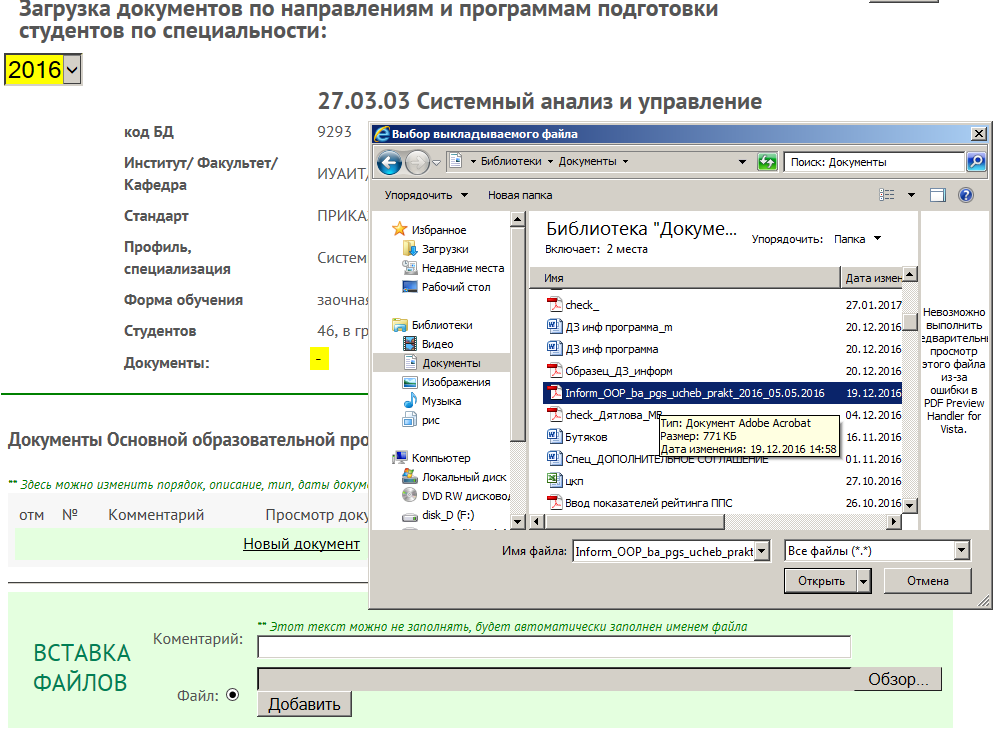 Загрузка документов по направлениям и программам подготовки
студентов по специальности:
2016
27.03.03 Системный анализ и управление
код БД 9293
Институт/ Факультет/
Кафедра
ИУАИТ,
Стандарт ПРИКА
Профиль,
специализация
Систем
Форма обучения заочная
Студентов 46, в гр
Документы: -
Документы Основной образовательной про
** Здесь можно изменить порядок, описание, тип, даты докум
отм № Комментарий Просмотр доку
Новый документ
Выбор выкладываемого файла
Библиотеки Документы
Поиск: Документы
Упорядочить Новая папка
Избранное
Загрузки
Недавние места
Рабочий стол
Библиотеки
Видео
Документы
Изображения
Музыка
рис
Компьютер
Локальный диск
DVD RW дисково
disk_D (F:)
Библиотека "Докуме...
Включает: 2 места
Упорядочить: Папка
Имя Дата измен
check_ 27.01.2017
ДЗ инф программа_m 20.12.2016
ДЗ инф программа 20.12.2016
Образец_ДЗ_информ 20.12.2016
Inform_OOP_ba_pgs_ucheb_prakt_2016_05.05.2016 19.12.2016
check_Дятлова_МВ 04.12.2016
Бутяков 16.11.2016
Спец_ДОПОЛНИТЕЛЬНОЕ СОГЛАШЕНИЕ 01.11.2016
цкп 27.10.2016
Ввод показателей рейтинга ППС 26.10.2016
Тип: Документ Adobe Acrobat
Размер: 771 КБ
Дата изменения: 19.12.2016 14:58
Невозможно
выполнить
едварительнь
просмотр
этого файла
из-за
ошибки в
PDF Preview
Handler for
Vista.
Имя файла: Inform_OOP_ba_pgs_ucheb_prakt Все файлы (*.*)
Открыть Отмена
ВСТАВКА
ФАЙЛОВ
** Этот текст можно не заполнять, будет автоматически заполнен именем файла
Коментарий:
Файл:
Обзор...
Добавить